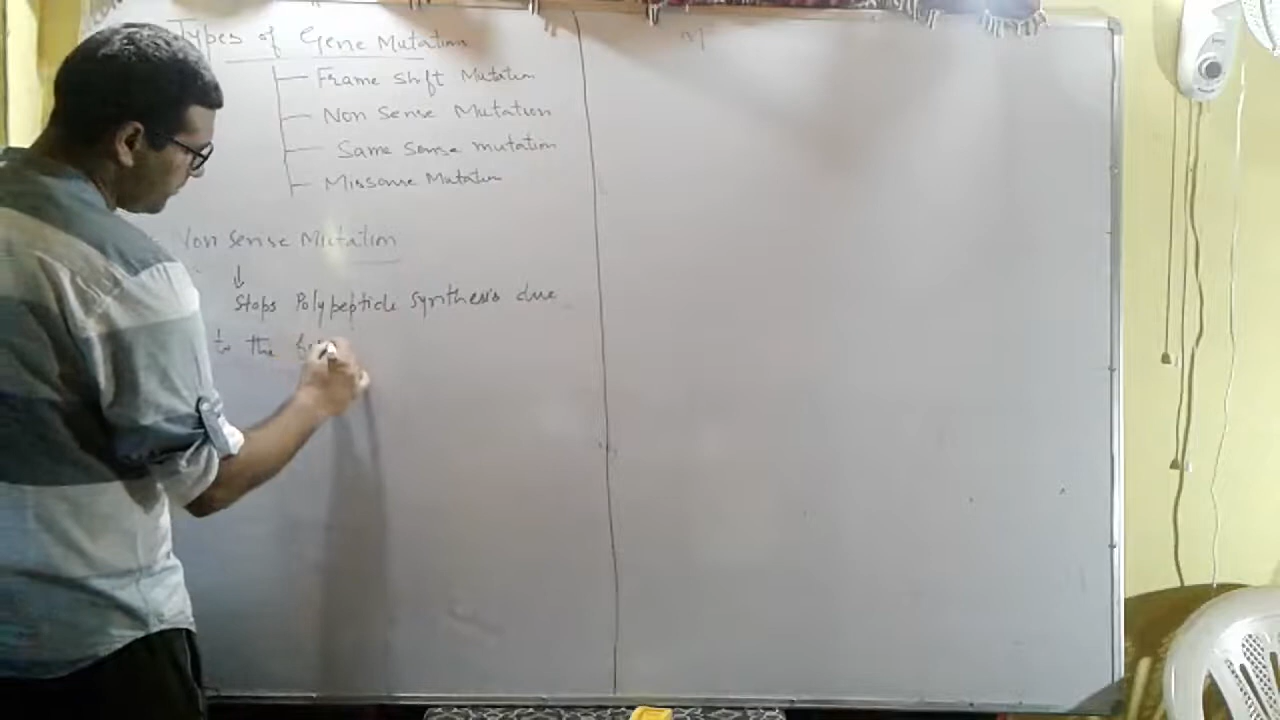 Types of Gene Mutation
Frame Shift Mutation
Non Sense Mutation
Same Sense mutation
Missense Mutation
Non Sense Mutation
Stops Polypeptide Synthesis due
to the